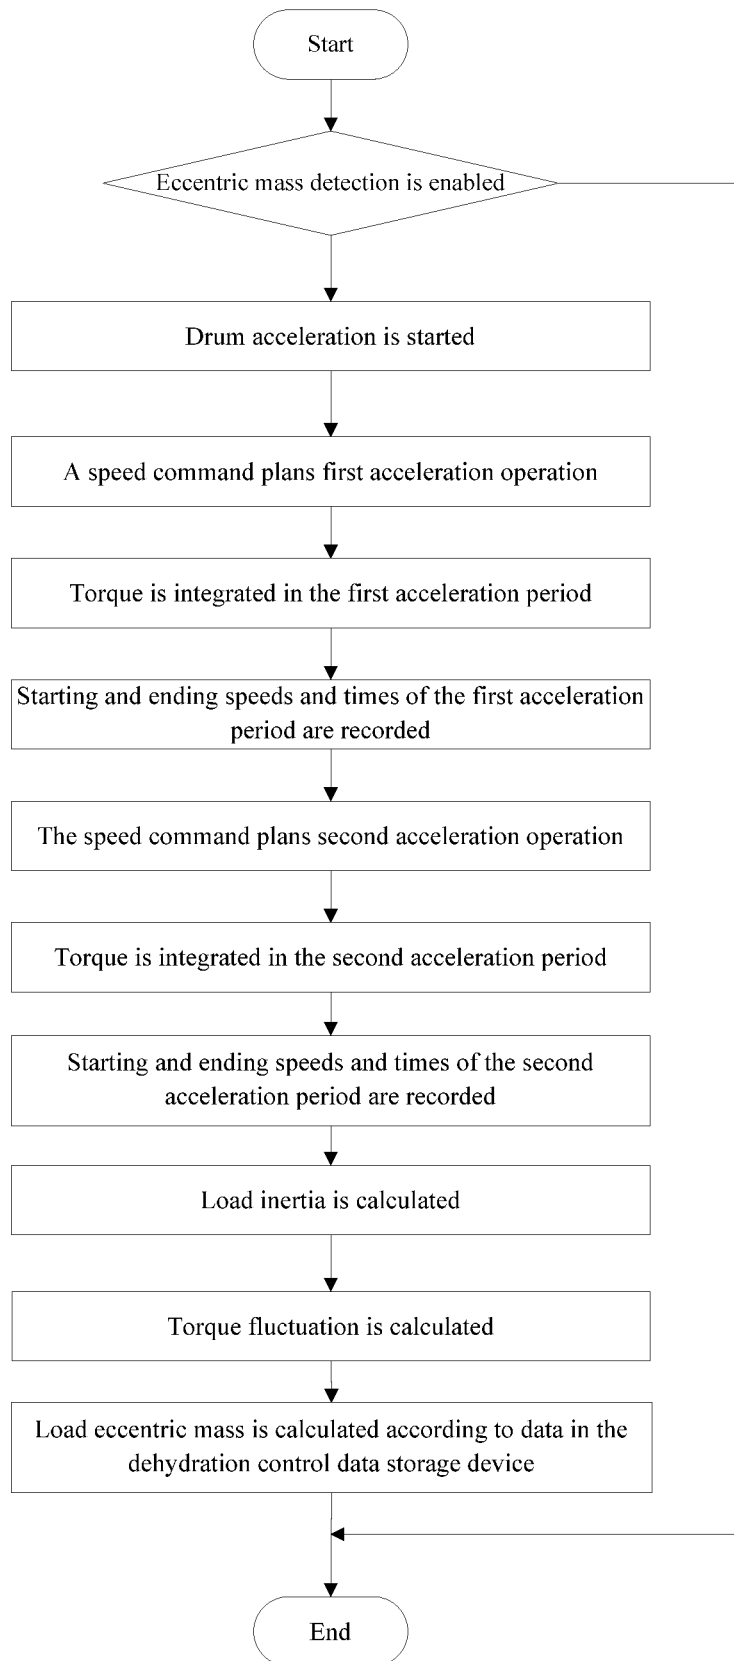 Start
Eccentric mass detection is enabled
Drum acceleration is started
A speed command plans first acceleration operation
Torque is integrated in the first acceleration period
Starting and ending speeds and times of the first acceleration
period are recorded
The speed command plans second acceleration operation
Torque is integrated in the second acceleration period
Starting and ending speeds and times of the second
acceleration period are recorded
Load inertia is calculated
Torque fluctuation is calculated
Load eccentric mass is calculated according to data in the
dehydration control data storage device
End